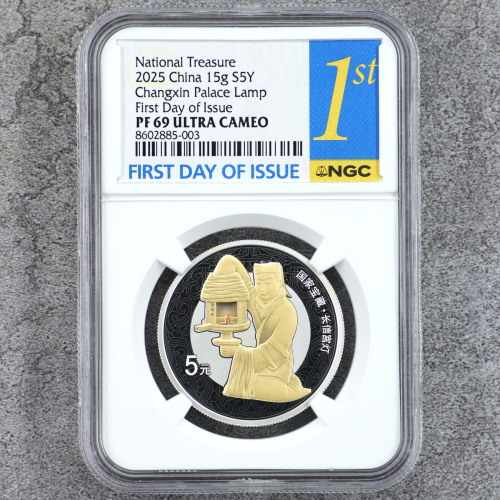 National Treasure
2025 China 15g S5Y
Changxin Palace Lamp
First Day of Issue
PF 69 ULTRA CAMEO
8602885-003
FIRST DAY OF ISSUE
1st
NGC
国家宝藏·长信宫灯
5元